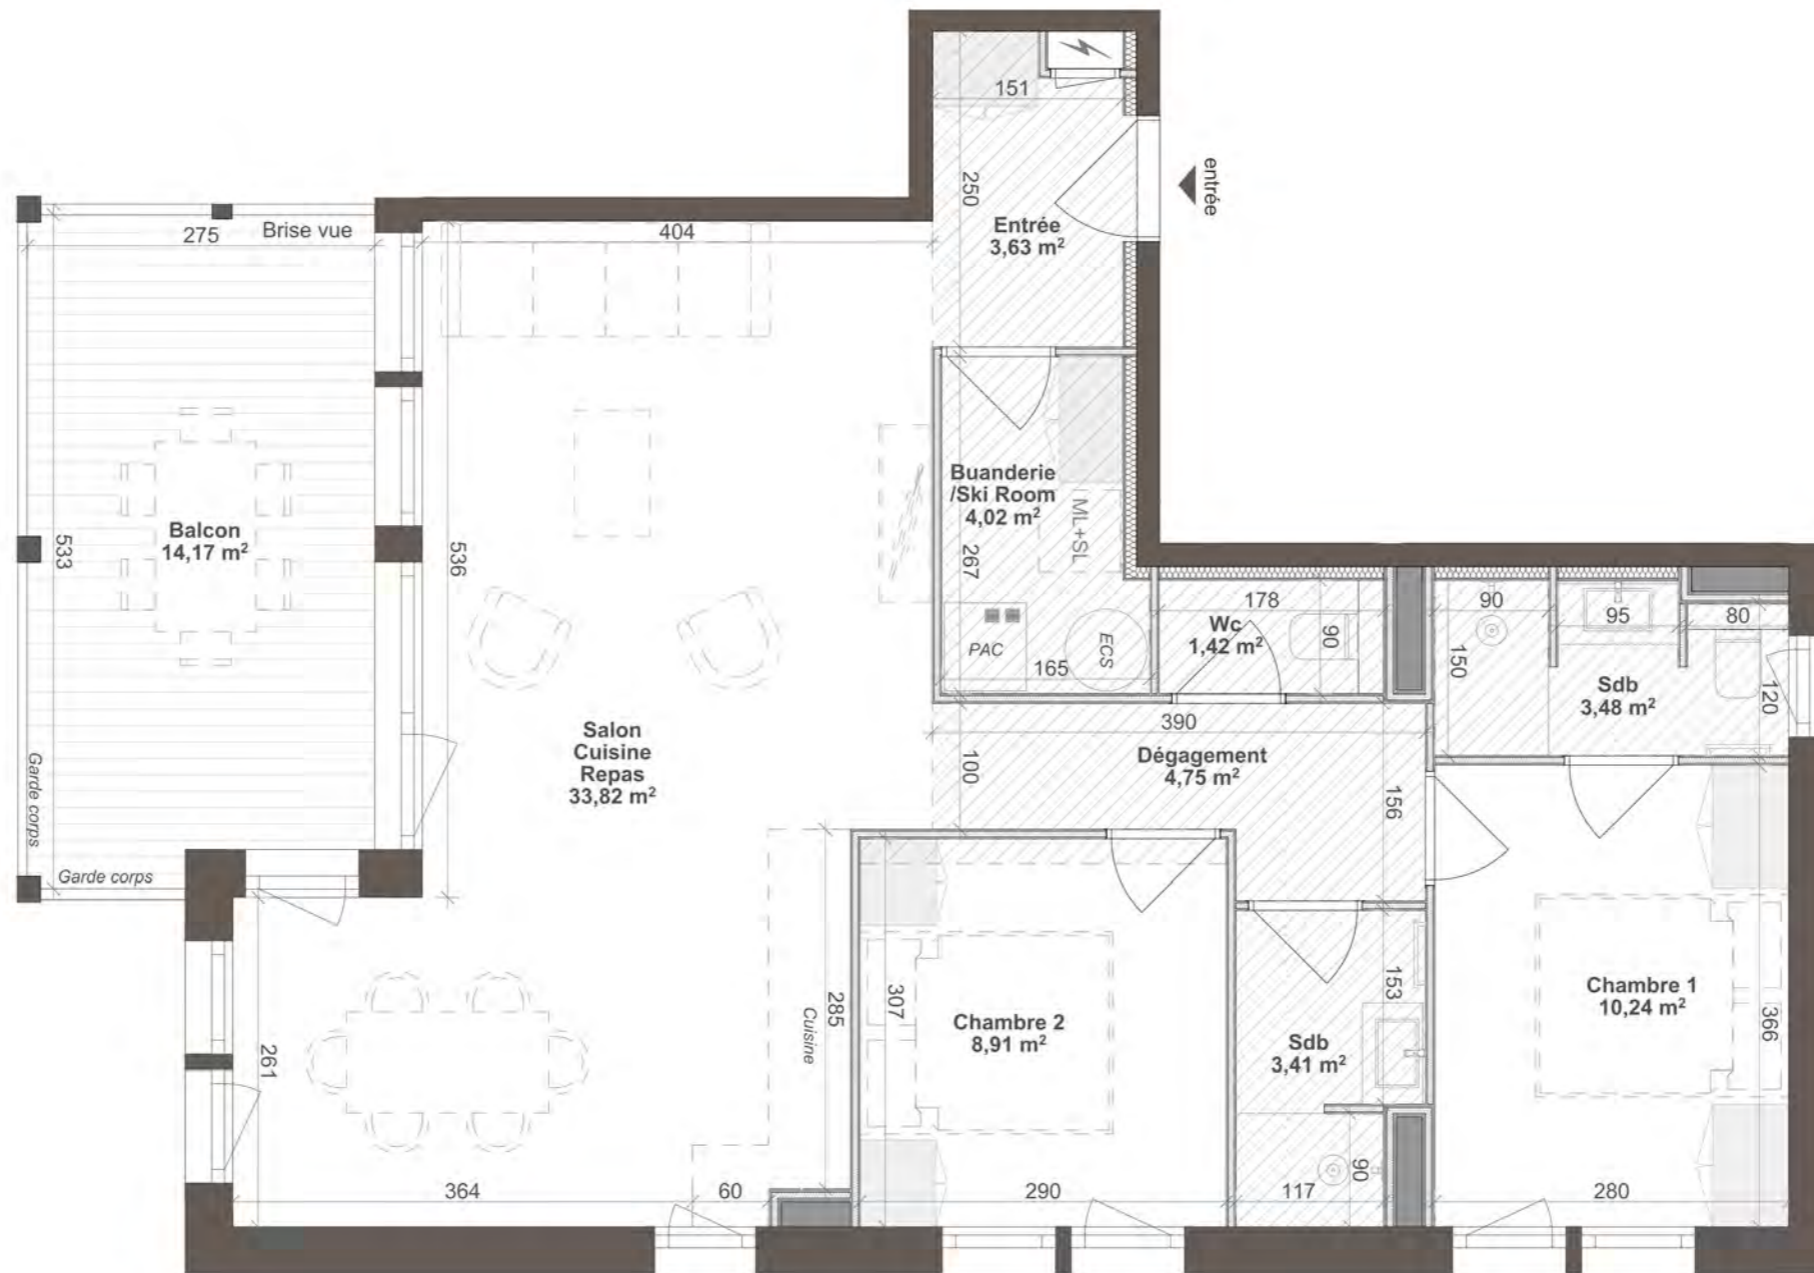 151
entrée
250
Entrée
3,63 m²
275
Brise vue
404
Buanderie
/Ski Room
4,02 m²
ML+SL
267
Balcon
14,17 m²
533
536
PAC
ECS
165
178
Wc
1,42 m²
90
90
95
80
150
Sdb
3,48 m²
120
Salon
Cuisine
Repas
33,82 m²
390
100
Dégagement
4,75 m²
156
Garde corps
Garde corps
285
Cuisine
307
Chambre 2
8,91 m²
153
Sdb
3,41 m²
Chambre 1
10,24 m²
366
261
364
60
290
117
90
280